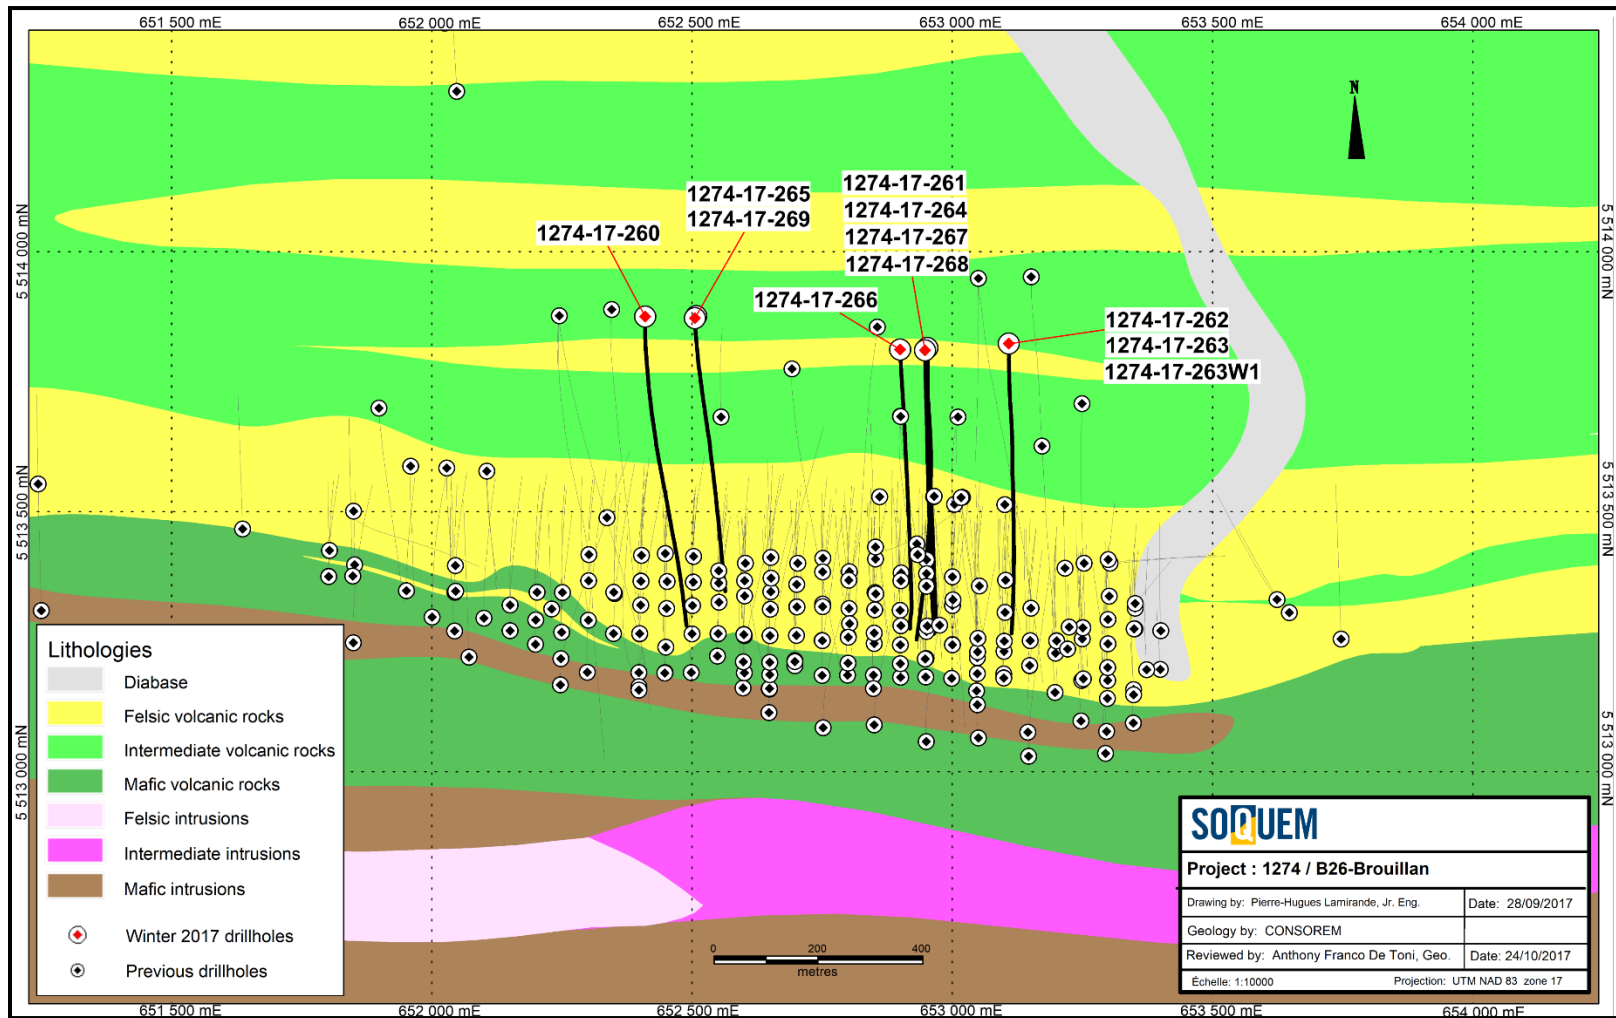 651 500 mE
652 000 mE
652 500 mE
653 000 mE
653 500 mE
654 000 mE
N
5 514 000 mN
5 514 000 mN
1274-17-265
1274-17-269
1274-17-260
1274-17-261
1274-17-264
1274-17-267
1274-17-268
1274-17-266
1274-17-262
1274-17-263
1274-17-263W1
5 513 500 mN
5 513 500 mN
5 513 000 mN
5 513 000 mN
Lithologies
Diabase
Felsic volcanic rocks
Intermediate volcanic rocks
Mafic volcanic rocks
Felsic intrusions
Intermediate intrusions
Mafic intrusions
Winter 2017 drillholes
Previous drillholes
0 200 400
metres
SOQUEM
Project : 1274 / B26-Brouillan
Drawing by: Pierre-Hugues Lamirande, Jr. Eng.
Date: 28/09/2017
Geology by: CONSOREM
Reviewed by: Anthony Franco De Toni, Geo.
Date: 24/10/2017
Échelle: 1:10000
Projection: UTM NAD 83 zone 17
651 500 mE
652 000 mE
652 500 mE
653 000 mE
653 500 mE
654 000 mE